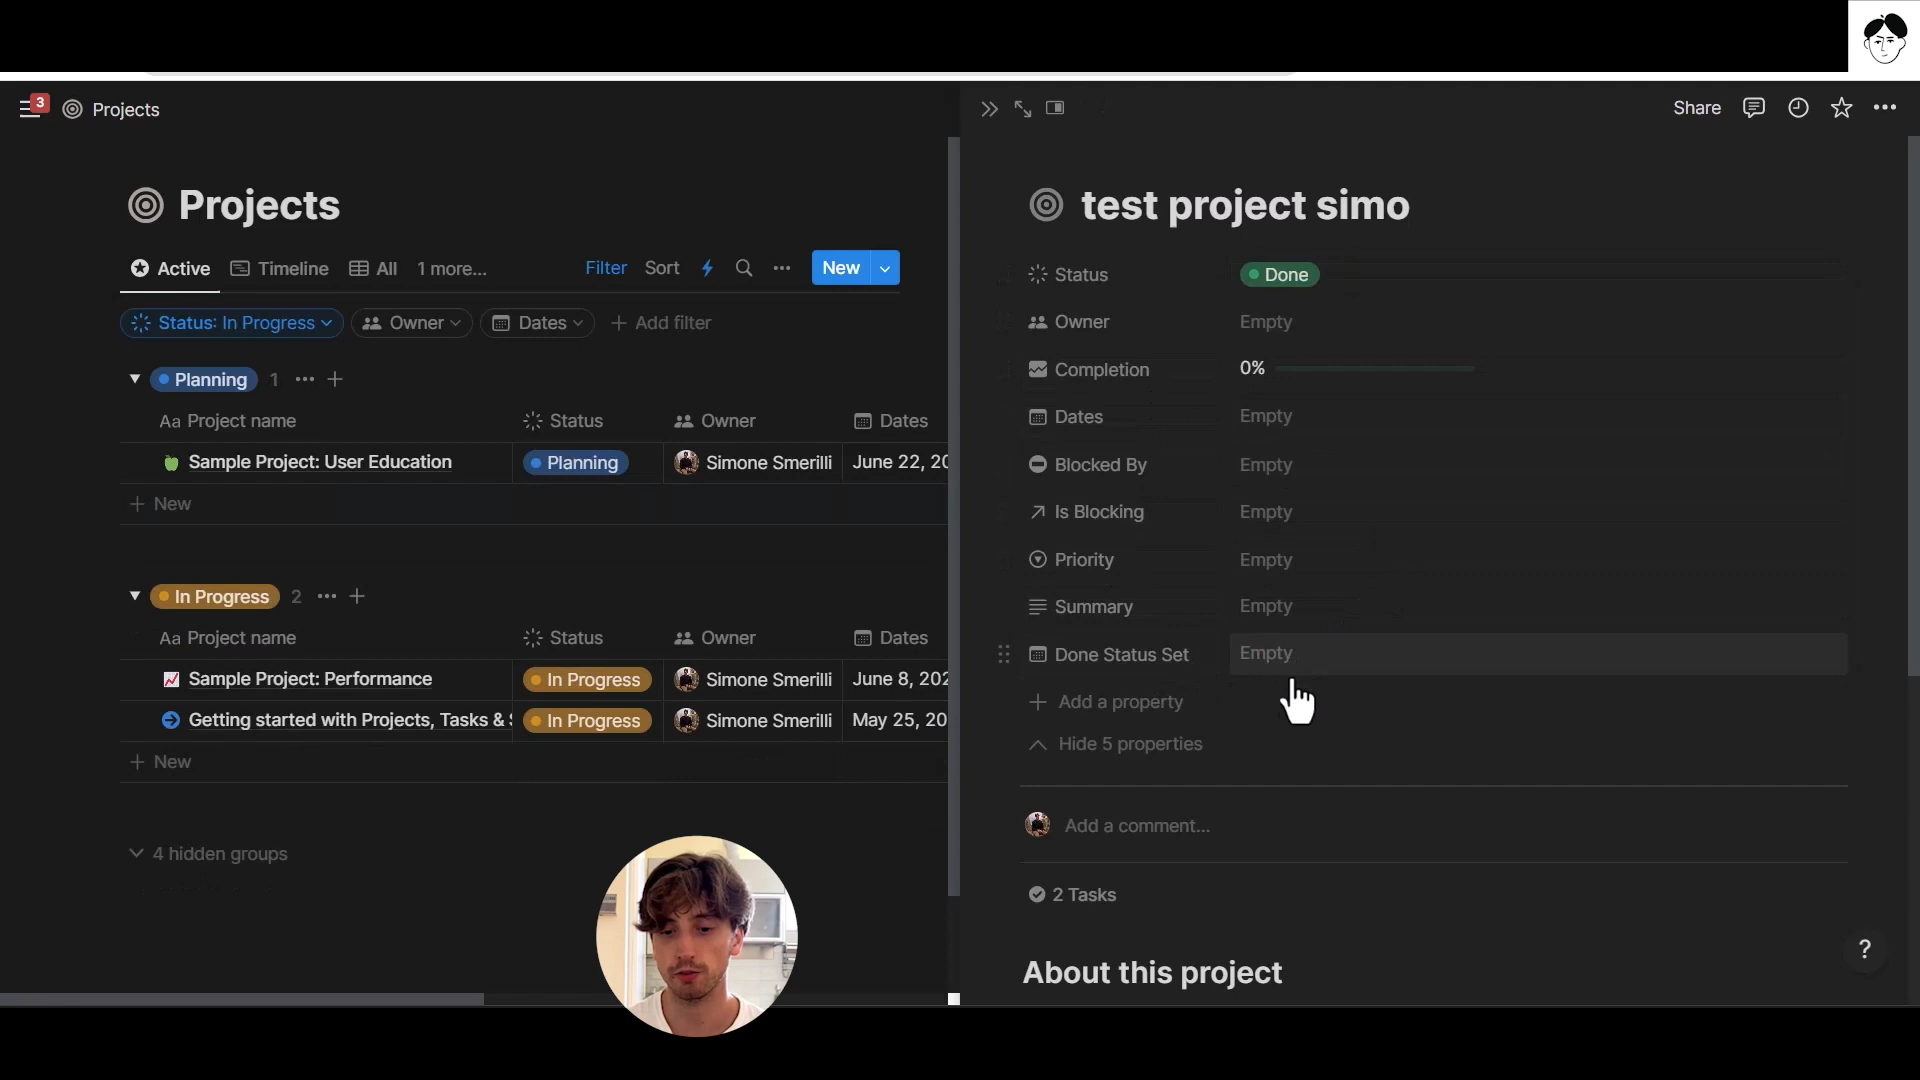 3 Projects
Share
Projects
Active Timeline All 1 more... Filter Sort New
Status: In Progress Owner Dates Add filter
Planning 1
Aa Project name Status Owner Dates
Sample Project: User Education Planning Simone Smerilli June 22, 20
New
In Progress 2
Aa Project name Status Owner Dates
Sample Project: Performance In Progress Simone Smerilli June 8, 202
Getting started with Projects, Tasks & In Progress Simone Smerilli May 25, 20
New
4 hidden groups
test project simo
Status Done
Owner Empty
Completion 0%
Dates Empty
Blocked By Empty
Is Blocking Empty
Priority Empty
Summary Empty
Done Status Set Empty
Add a property
Hide 5 properties
Add a comment...
2 Tasks
About this project
?